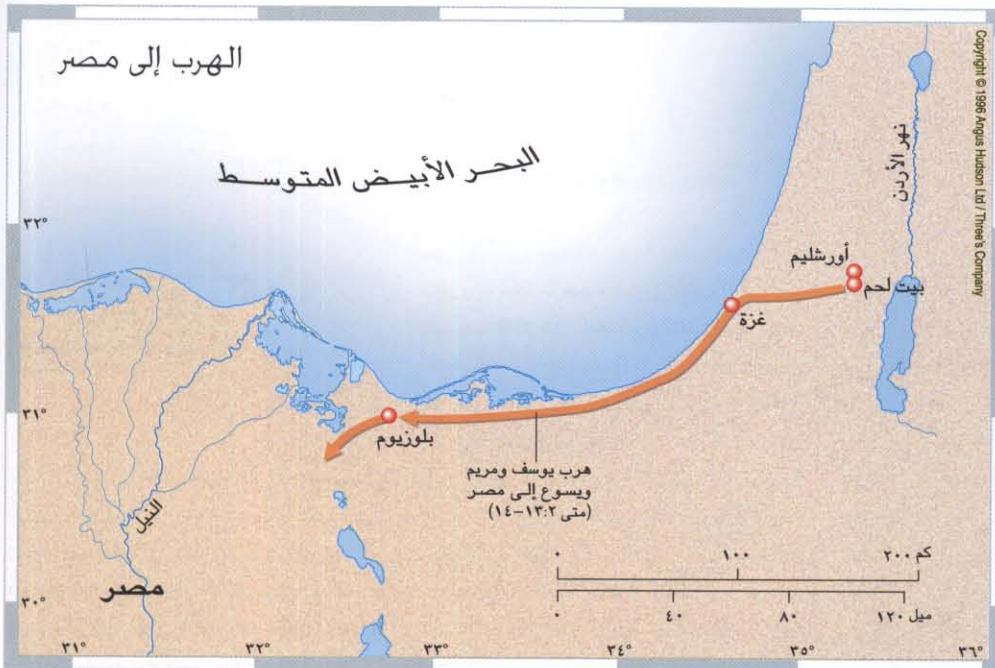 الهرب إلى مصر
البحر الأبيض المتوسط
Copyright © 1996 Angus Hudson Ltd / Three's Company
نهر الأردن
٣٢°
أورشليم
بيت لحم
غزة
٣١°
بلوزيوم
هرب يوسف ومريم
ويسوع إلى مصر
(متى ٢:١٣-١٤)
النيل
مصر
٠ ١٠٠ ٢٠٠ كم
٠ ٤٠ ٨٠ ١٢٠ ميل
٣٠°
٣١° ٣٢° ٣٣° ٣٤° ٣٥° ٣٦°